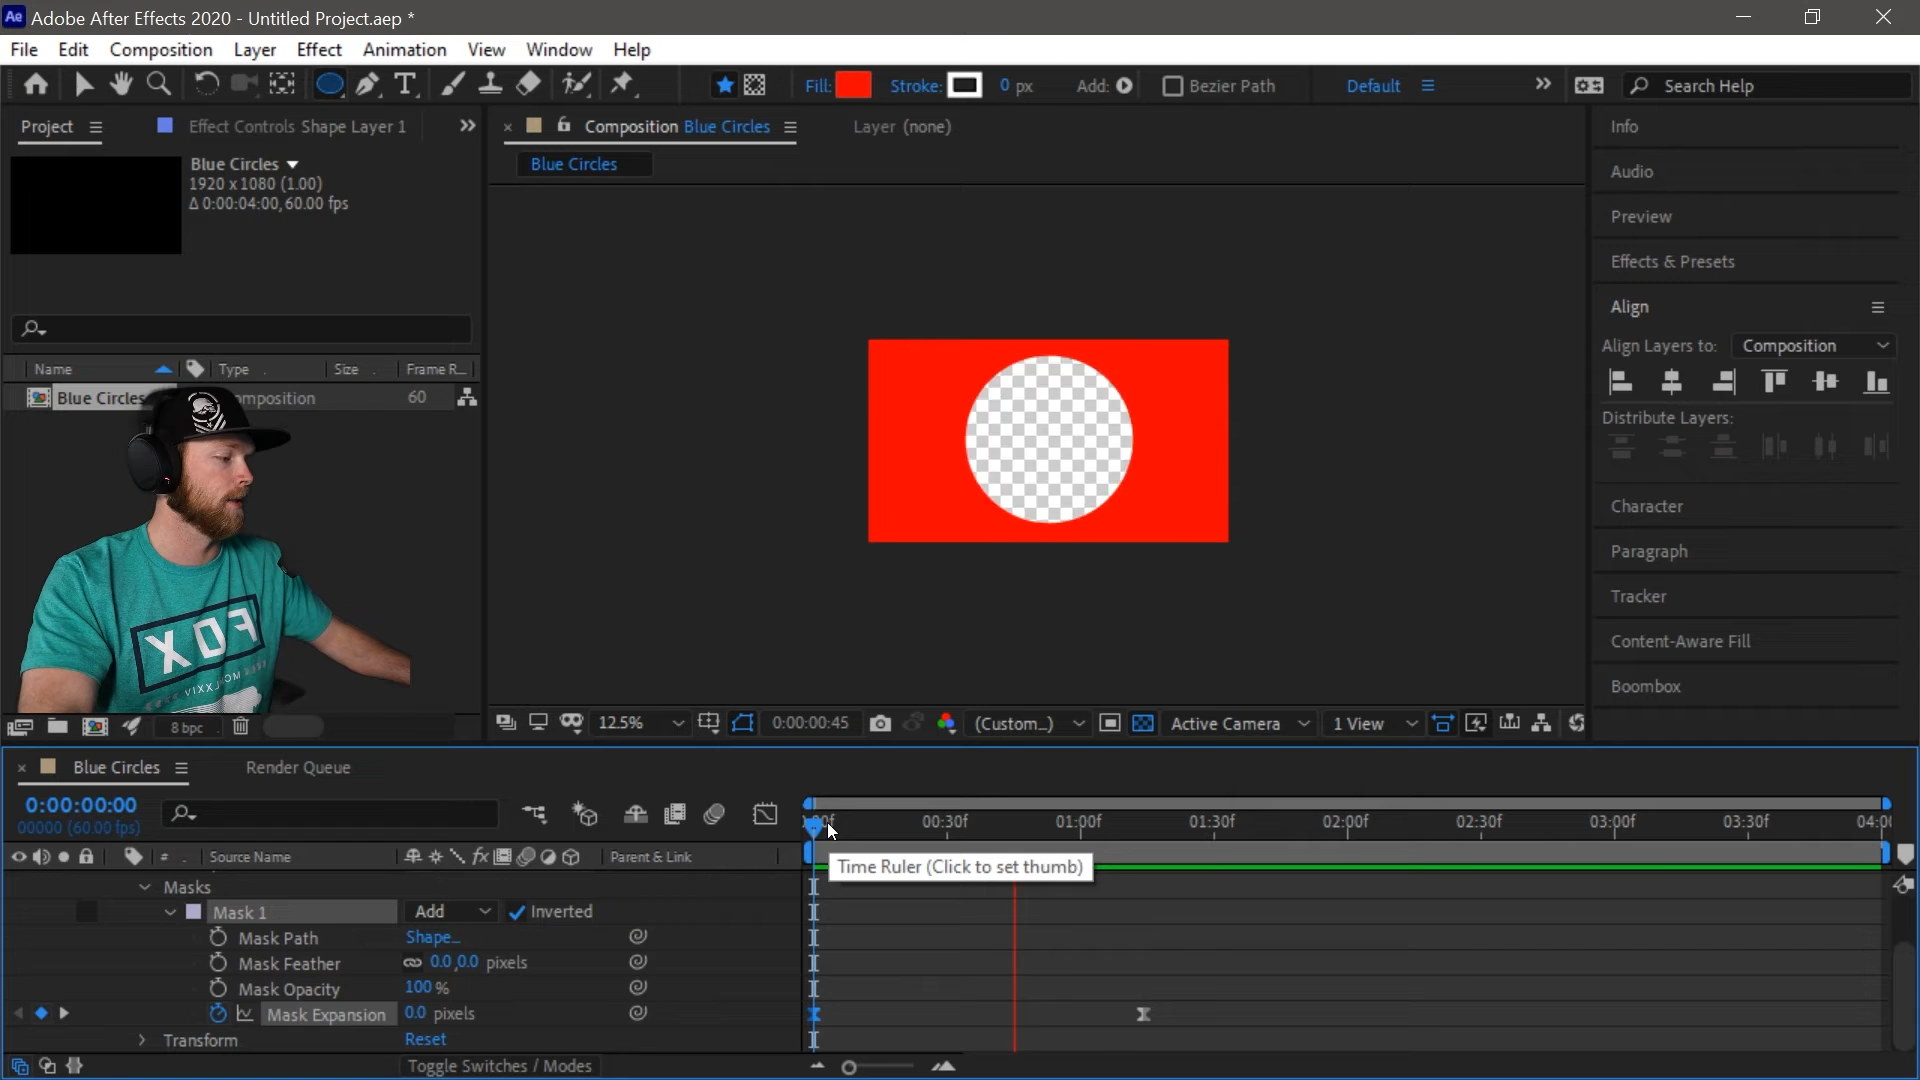 Ae Adobe After Effects 2020 - Untitled Project.aep *
File Edit Composition Layer Effect Animation View Window Help
Fill: Stroke: 0 px Add: Bezier Path Default Search Help
Project Effect Controls Shape Layer 1
Blue Circles
1920 x 1080 (1.00)
Δ 0:00:04:00, 60.00 fps
Composition Blue Circles Layer (none)
Blue Circles
Name Type Size Frame R...
Blue Circles omposition 60
FOX
Info
Audio
Preview
Effects & Presets
Align
Align Layers to: Composition
Distribute Layers:
Character
Paragraph
Tracker
Content-Aware Fill
Boombox
8 bpc
12.5% 0:00:00:45 (Custom...) Active Camera 1 View
Blue Circles Render Queue
0:00:00:00
00000 (60.00 fps)
00:30f 01:00f 01:30f 02:00f 02:30f 03:00f 03:30f 04:0
# Source Name fx Parent & Link
Time Ruler (Click to set thumb)
Masks
Mask 1 Add Inverted
Mask Path Shape...
Mask Feather 0.0,0.0 pixels
Mask Opacity 100 %
Mask Expansion 0.0 pixels
Transform Reset
Toggle Switches / Modes